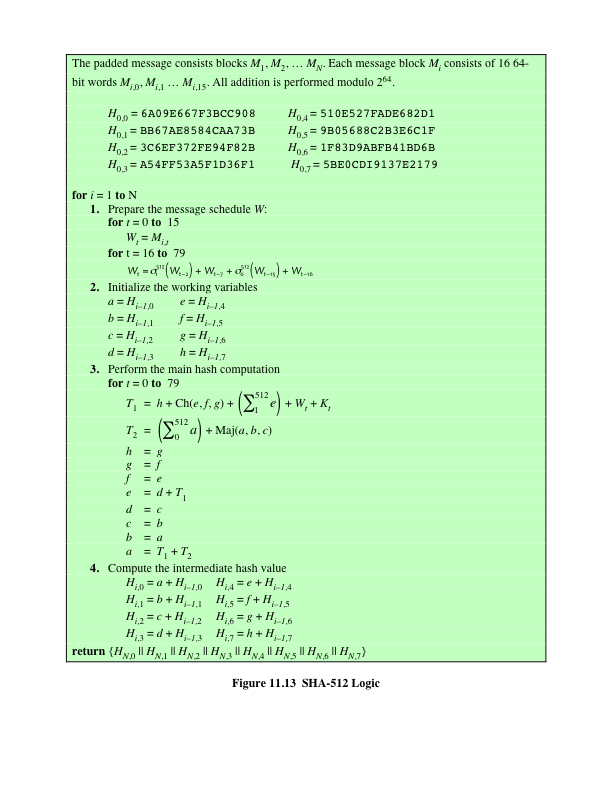 The padded message consists blocks M1, M2, … MN. Each message block Mi consists of 16 64-
bit words Mi,0, Mi,1 … Mi,15. All addition is performed modulo 2^64.
H0,0 = 6A09E667F3BCC908 H0,4 = 510E527FADE682D1
H0,1 = BB67AE8584CAA73B H0,5 = 9B05688C2B3E6C1F
H0,2 = 3C6EF372FE94F82B H0,6 = 1F83D9ABFB41BD6B
H0,3 = A54FF53A5F1D36F1 H0,7 = 5BE0CDI9137E2179
for i = 1 to N
1. Prepare the message schedule W:
for t = 0 to 15
Wt = Mi,t
for t = 16 to 79
Wt = σ1^512(Wt−2) + Wt−7 + σ0^512(Wt−15) + Wt−16
2. Initialize the working variables
a = Hi–1,0 e = Hi–1,4
b = Hi–1,1 f = Hi–1,5
c = Hi–1,2 g = Hi–1,6
d = Hi–1,3 h = Hi–1,7
3. Perform the main hash computation
for t = 0 to 79
T1 = h + Ch(e, f, g) + (∑1^512 e) + Wt + Kt
T2 = (∑0^512 a) + Maj(a, b, c)
h = g
g = f
f = e
e = d + T1
d = c
c = b
b = a
a = T1 + T2
4. Compute the intermediate hash value
Hi,0 = a + Hi–1,0 Hi,4 = e + Hi–1,4
Hi,1 = b + Hi–1,1 Hi,5 = f + Hi–1,5
Hi,2 = c + Hi–1,2 Hi,6 = g + Hi–1,6
Hi,3 = d + Hi–1,3 Hi,7 = h + Hi–1,7
return {HN,0 || HN,1 || HN,2 || HN,3 || HN,4 || HN,5 || HN,6 || HN,7}
Figure 11.13 SHA-512 Logic